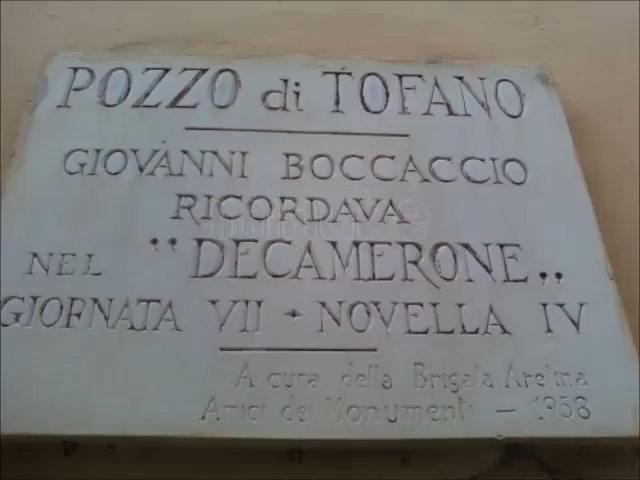 POZZO di TOFANO
GIOVANNI BOCCACCIO
RICORDAVA
NEL "DECAMERONE"
GIORNATA VII - NOVELLA IV
A cura della Brigata Aretina
Amici dei Monumenti - 1958